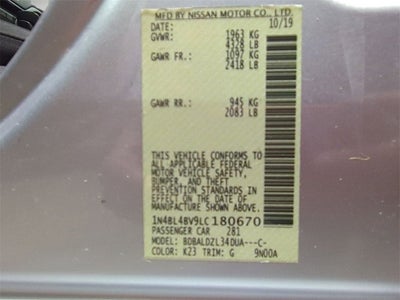 MFD BY NISSAN MOTOR CO., LTD.
DATE: 10/19
GVWR: 1963 KG
4328 LB
GAWR FR: 1097 KG
2418 LB
GAWR RR: 945 KG
2083 LB
THIS VEHICLE CONFORMS TO
ALL APPLICABLE FEDERAL
MOTOR VEHICLE SAFETY,
BUMPER, AND THEFT
PREVENTION STANDARDS IN
EFFECT ON THE DATE OF
MANUFACTURE SHOWN ABOVE.
1N4BL4BV9LC180670
PASSENGER CAR 281
MODEL: BDBALDZL34DUA---C-
COLOR: K23 TRIM: G 9N00A